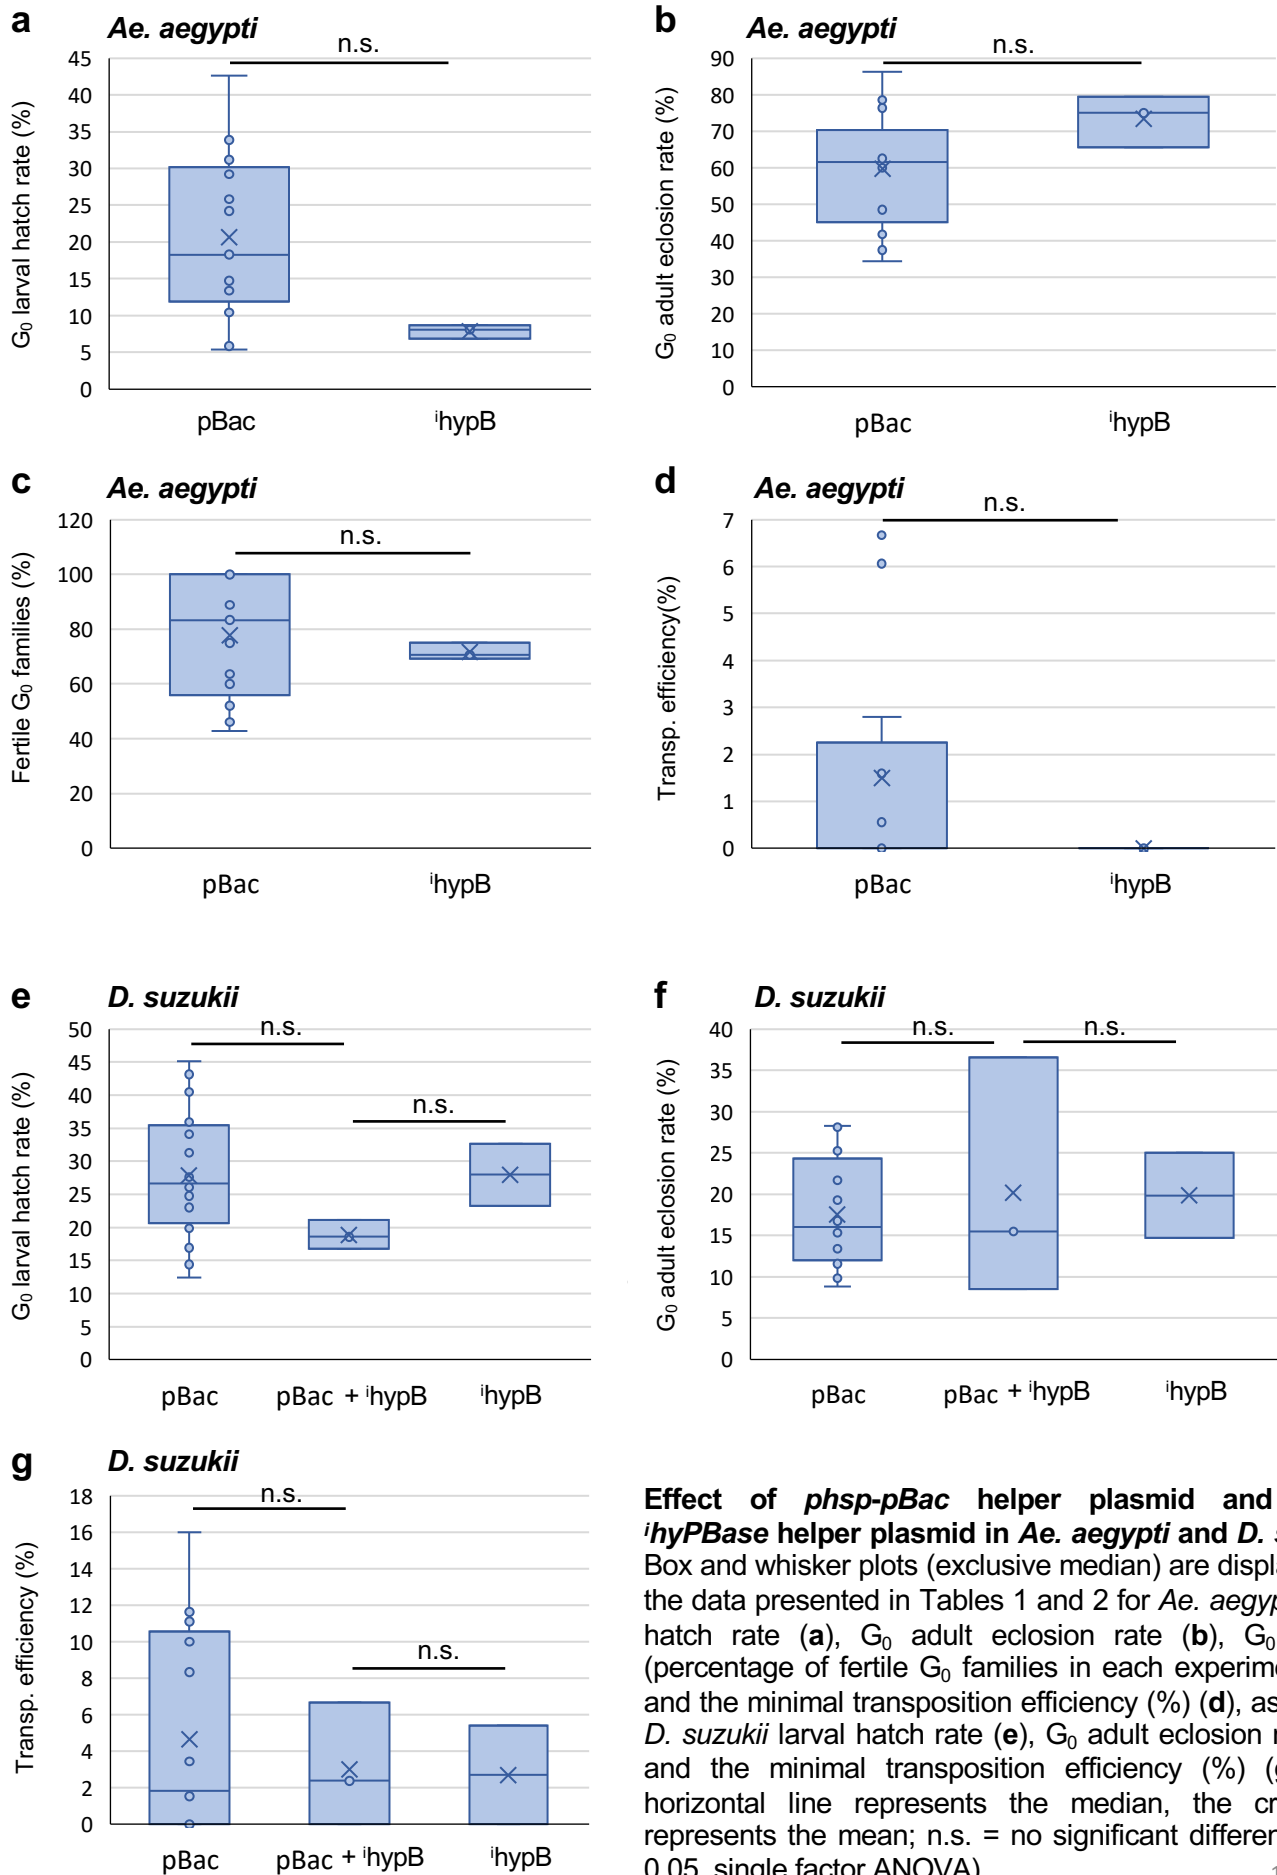 a
Ae. aegypti
n.s.
G0 larval hatch rate (%)
45
40
35
30
25
20
15
10
5
0
pBac
ihypB
b
Ae. aegypti
n.s.
G0 adult eclosion rate (%)
90
80
70
60
50
40
30
20
10
0
pBac
ihypB
c
Ae. aegypti
n.s.
Fertile G0 families (%)
120
100
80
60
40
20
0
pBac
ihypB
d
Ae. aegypti
n.s.
Transp. efficiency(%)
7
6
5
4
3
2
1
0
pBac
ihypB
e
D. suzukii
n.s.
n.s.
G0 larval hatch rate (%)
50
45
40
35
30
25
20
15
10
5
0
pBac
pBac + ihypB
ihypB
f
D. suzukii
n.s.
n.s.
G0 adult eclosion rate (%)
40
35
30
25
20
15
10
5
0
pBac
pBac + ihypB
ihypB
g
D. suzukii
n.s.
n.s.
Transp. efficiency (%)
18
16
14
12
10
8
6
4
2
0
pBac
pBac + ihypB
ihypB
Effect of phsp-pBac helper plasmid and
ihyPBase helper plasmid in Ae. aegypti and D. s
Box and whisker plots (exclusive median) are displa
the data presented in Tables 1 and 2 for Ae. aegyp
hatch rate (a), G0 adult eclosion rate (b), G0
(percentage of fertile G0 families in each experime
and the minimal transposition efficiency (%) (d), as
D. suzukii larval hatch rate (e), G0 adult eclosion r
and the minimal transposition efficiency (%) (
horizontal line represents the median, the cr
represents the mean; n.s. = no significant differen
0.05, single factor ANOVA)